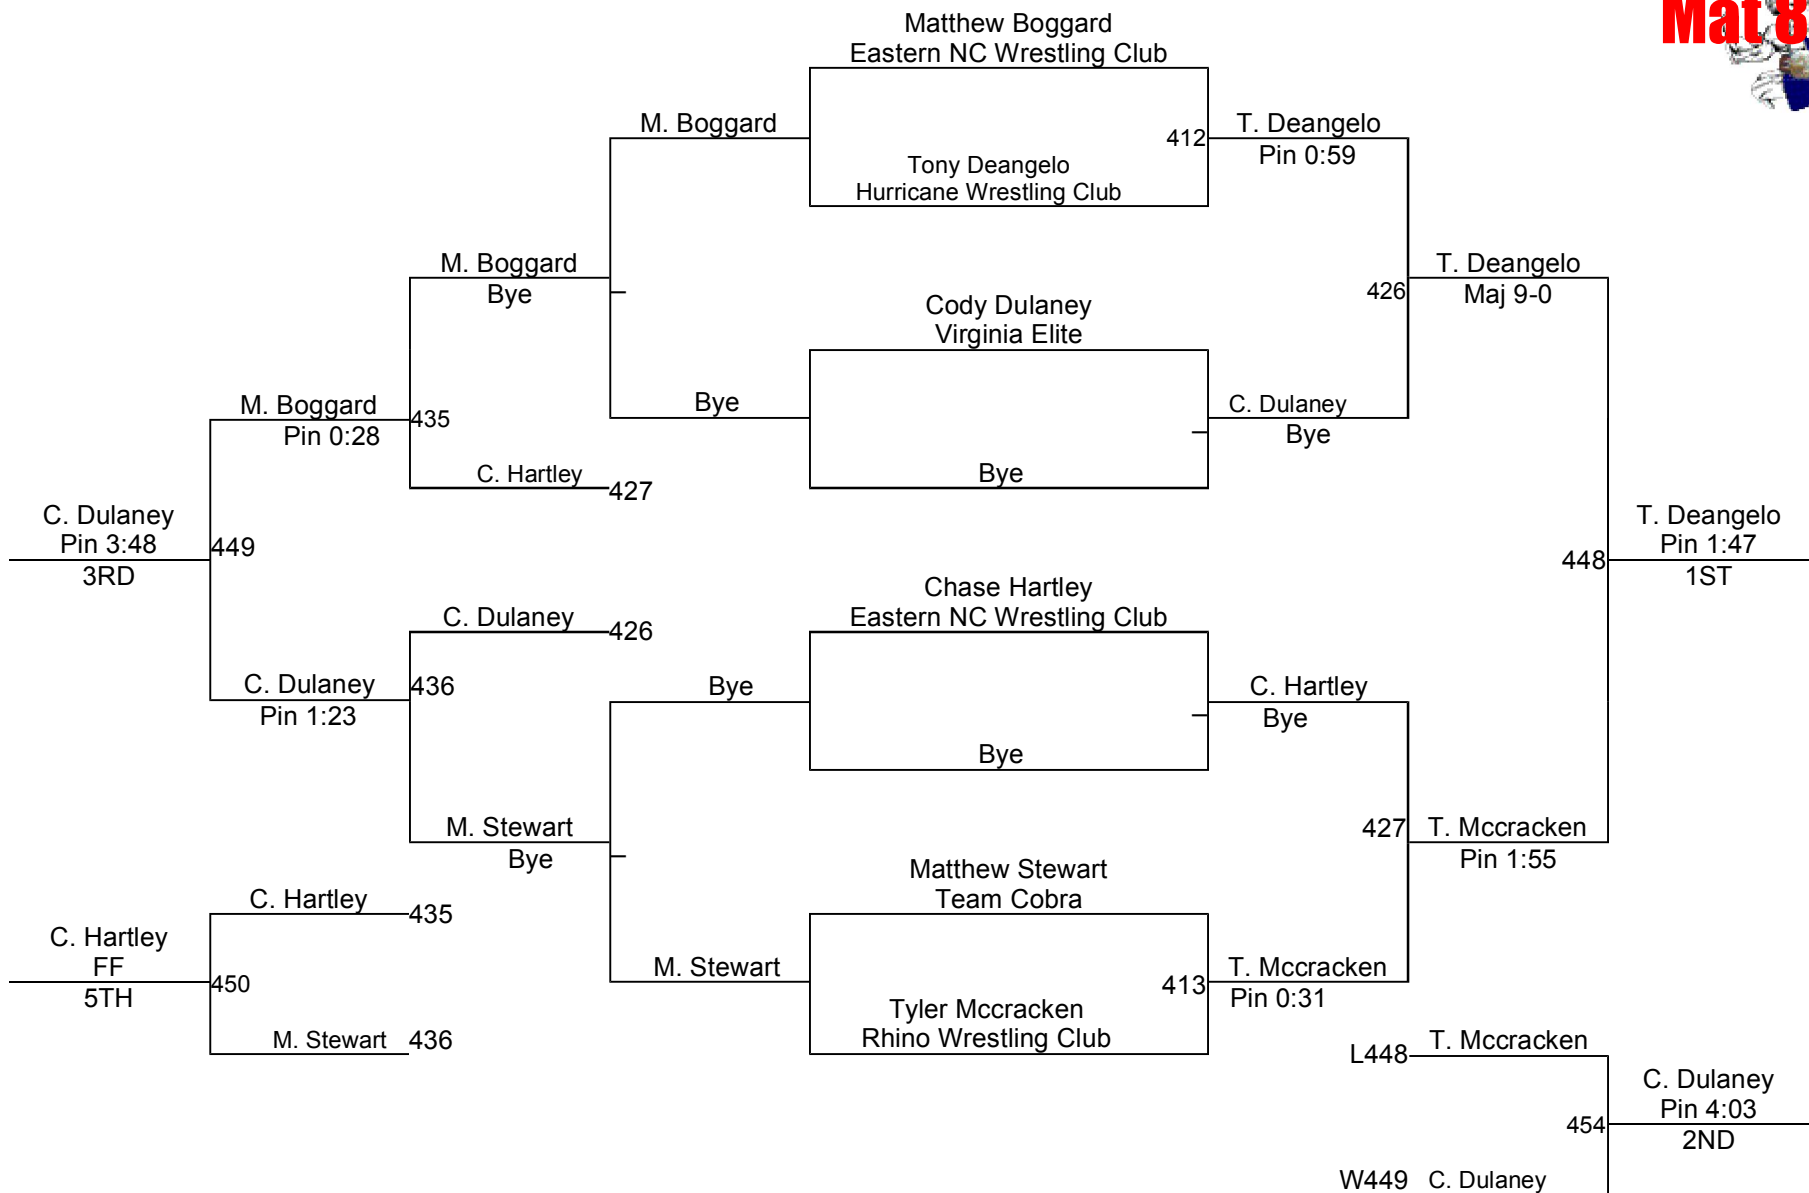 Mat 8
Matthew Boggard
Eastern NC Wrestling Club
M. Boggard
412
T. Deangelo
Pin 0:59
Tony Deangelo
Hurricane Wrestling Club
M. Boggard
Bye
T. Deangelo
Maj 9-0
426
Cody Dulaney
Virginia Elite
M. Boggard
Pin 0:28
435
Bye
C. Dulaney
Bye
C. Hartley
427
Bye
C. Dulaney
Pin 3:48
3RD
449
448
T. Deangelo
Pin 1:47
1ST
Chase Hartley
Eastern NC Wrestling Club
C. Dulaney
426
C. Dulaney
Pin 1:23
436
Bye
C. Hartley
Bye
Bye
M. Stewart
Bye
427
T. Mccracken
Pin 1:55
Matthew Stewart
Team Cobra
C. Hartley
435
C. Hartley
FF
5TH
450
M. Stewart
413
T. Mccracken
Pin 0:31
Tyler Mccracken
Rhino Wrestling Club
M. Stewart
436
L448
T. Mccracken
C. Dulaney
Pin 4:03
2ND
454
W449
C. Dulaney